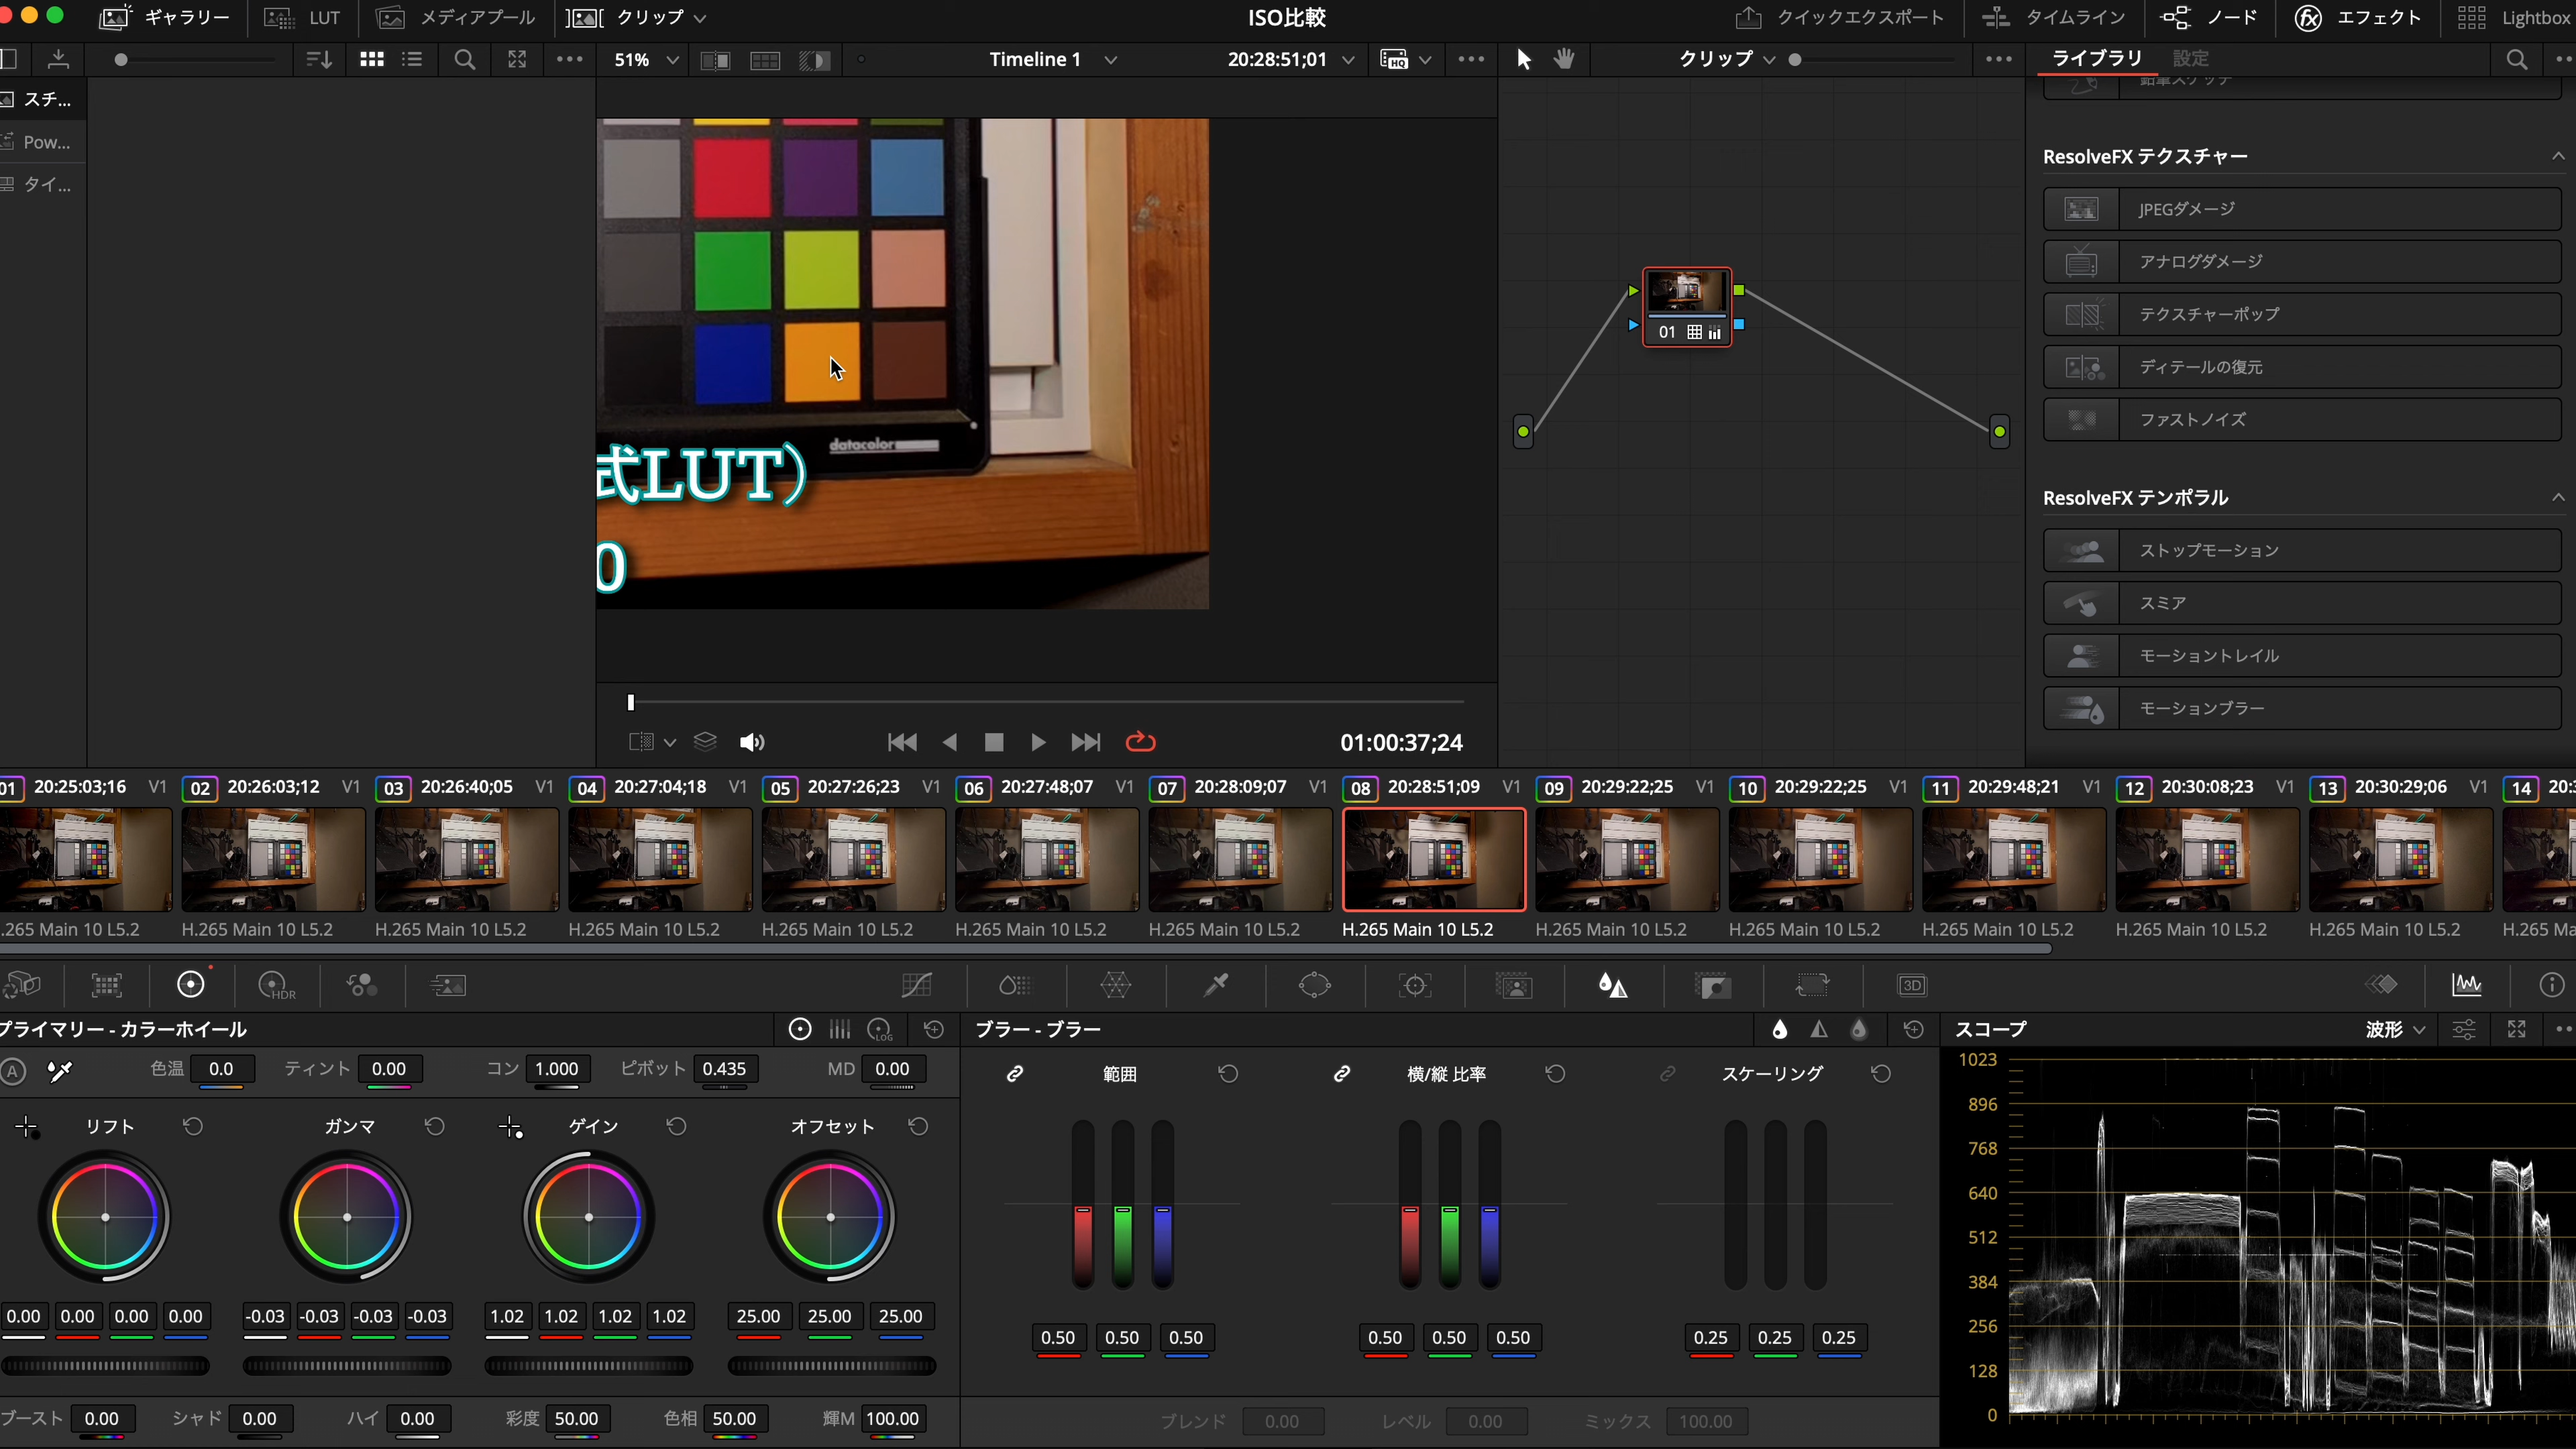 ギャラリー LUT メディアプール クリップ ISO比較 クイックエクスポート タイムライン ノード エフェクト Lightbox
51% Timeline 1 20:28:51;01 HQ クリップ ライブラリ 設定
スチ...
Pow...
タイ...
鉛筆スケッチ
ResolveFX テクスチャー
JPEGダメージ
アナログダメージ
テクスチャーポップ
ディテールの復元
ファストノイズ
ResolveFX テンポラル
ストップモーション
スミア
モーショントレイル
モーションブラー
01
datacolor
式LUT）
0
01:00:37;24
01 20:25:03;16 V1 02 20:26:03;12 V1 03 20:26:40;05 V1 04 20:27:04;18 V1 05 20:27:26;23 V1 06 20:27:48;07 V1 07 20:28:09;07 V1 08 20:28:51;09 V1 09 20:29:22;25 V1 10 20:29:22;25 V1 11 20:29:48;21 V1 12 20:30:08;23 V1 13 20:30:29;06 V1 14 20:
.265 Main 10 L5.2 H.265 Main 10 L5.2 H.265 Main 10 L5.2 H.265 Main 10 L5.2 H.265 Main 10 L5.2 H.265 Main 10 L5.2 H.265 Main 10 L5.2 H.265 Main 10 L5.2 H.265 Main 10 L5.2 H.265 Main 10 L5.2 H.265 Main 10 L5.2 H.265 Main 10 L5.2 H.265 Main 10 L5.2 H.265 Ma
HDR 3D
プライマリー - カラーホイール LOG ブラー - ブラー スコープ 波形
A 色温 0.0 ティント 0.00 コン 1.000 ピボット 0.435 MD 0.00
範囲 横/縦 比率 スケーリング
リフト ガンマ ゲイン オフセット
0.00 0.00 0.00 0.00 -0.03 -0.03 -0.03 -0.03 1.02 1.02 1.02 1.02 25.00 25.00 25.00
0.50 0.50 0.50 0.50 0.50 0.50 0.25 0.25 0.25
ブースト 0.00 シャド 0.00 ハイ 0.00 彩度 50.00 色相 50.00 輝M 100.00
ブレンド 0.00 レベル 0.00 ミックス 100.00
1023
896
768
640
512
384
256
128
0